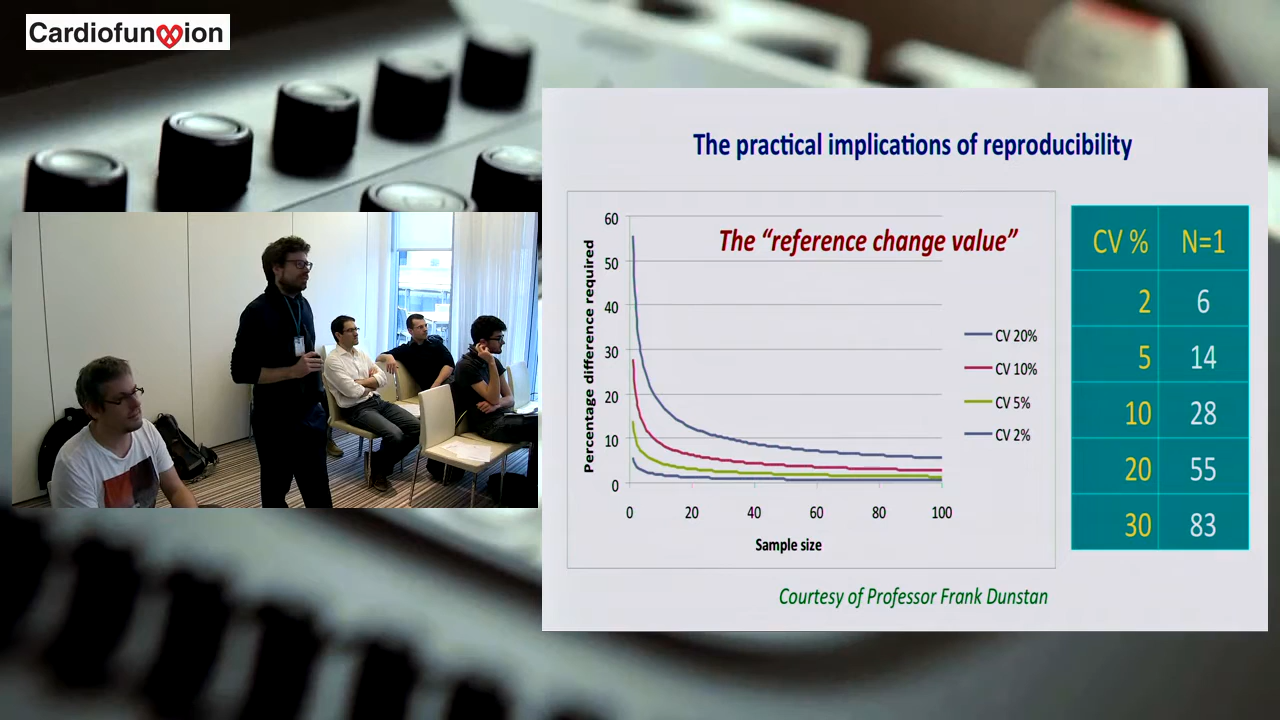 Cardiofunxion
The practical implications of reproducibility
The "reference change value"
Percentage difference required
60
50
40
30
20
10
0
0 20 40 60 80 100
Sample size
CV 20%
CV 10%
CV 5%
CV 2%
CV % N=1
2 6
5 14
10 28
20 55
30 83
Courtesy of Professor Frank Dunstan